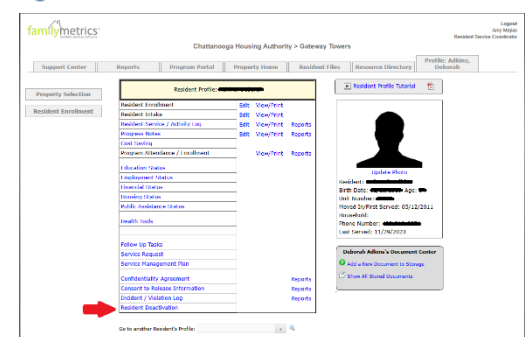 familymetrics
Logout
Amy Mejias
Resident Service Coordinator
Chattanooga Housing Authority > Gateway Towers
Support Center
Reports
Program Portal
Property Home
Resident Files
Resource Directory
Profile: Adkins, Deborah
Property Selection
Resident Enrollment
Resident Profile:
Resident Enrollment Edit View/Print
Resident Intake Edit View/Print
Resident Service / Activity Log Edit View/Print Reports
Progress Notes Edit View/Print Reports
Cost Saving
Program Attendance / Enrollment View/Print Reports
Education Status
Employment Status
Financial Status
Housing Status
Public Assistance Status
Health Tools
Follow Up Tasks
Service Request
Service Management Plan
Confidentiality Agreement Reports
Consent to Release Information Reports
Incident / Violation Log Reports
Resident Deactivation
Go to another Resident's Profile:
Resident Profile Tutorial
Update Photo
Resident:
Birth Date: Age:
Unit Number:
Moved In/First Served: 05/12/2011
Household:
Phone Number:
Last Served: 11/29/2023
Deborah Adkins's Document Center
Add a New Document to Storage
Show All Stored Documents